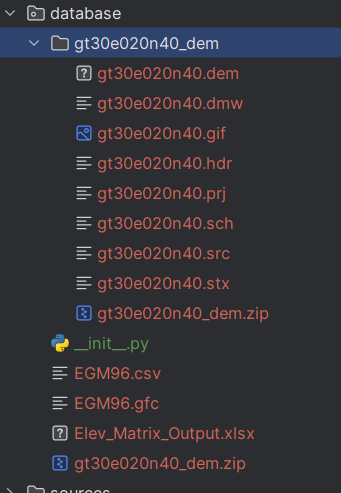 database
gt30e020n40_dem
gt30e020n40.dem
gt30e020n40.dmw
gt30e020n40.gif
gt30e020n40.hdr
gt30e020n40.prj
gt30e020n40.sch
gt30e020n40.src
gt30e020n40.stx
gt30e020n40_dem.zip
__init__.py
EGM96.csv
EGM96.gfc
Elev_Matrix_Output.xlsx
gt30e020n40_dem.zip
sources